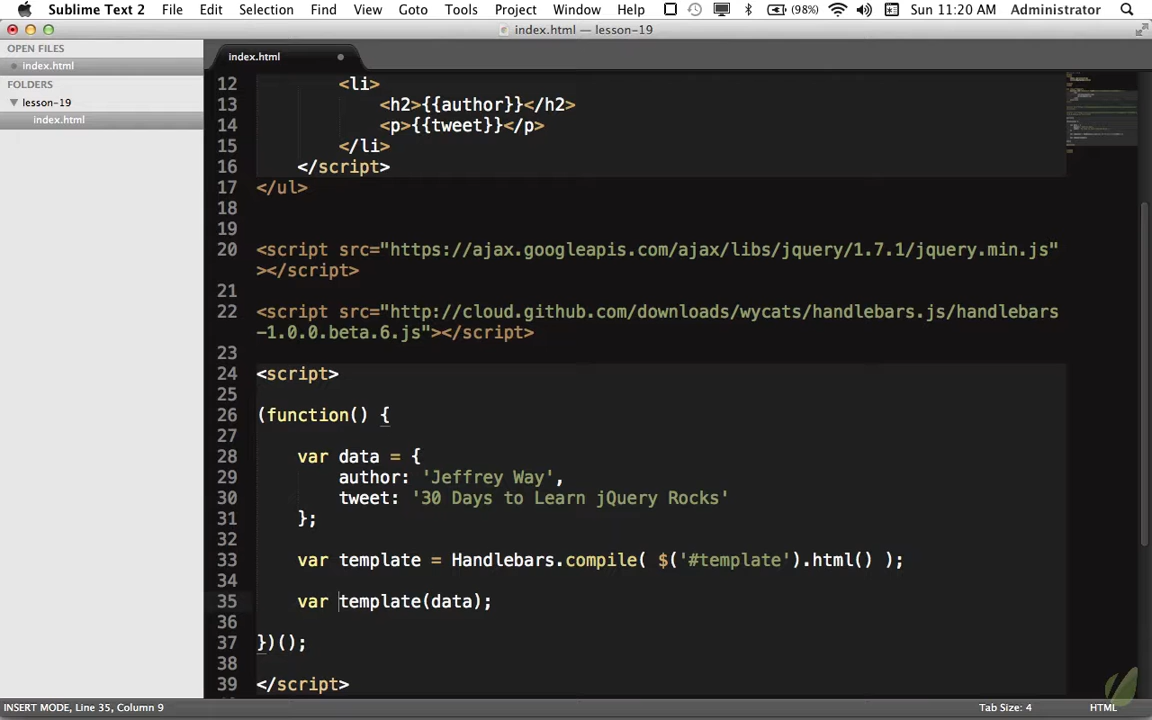 Sublime Text 2 File Edit Selection Find View Goto Tools Project Window Help (98%) Sun 11:20 AM Administrator
index.html — lesson-19
OPEN FILES
index.html
FOLDERS
lesson-19
index.html
index.html
12 <li>
13 <h2>{{author}}</h2>
14 <p>{{tweet}}</p>
15 </li>
16 </script>
17 </ul>
18
19
20 <script src="https://ajax.googleapis.com/ajax/libs/jquery/1.7.1/jquery.min.js"
></script>
21
22 <script src="http://cloud.github.com/downloads/wycats/handlebars.js/handlebars
-1.0.0.beta.6.js"></script>
23
24 <script>
25
26 (function() {
27
28 var data = {
29 author: 'Jeffrey Way',
30 tweet: '30 Days to Learn jQuery Rocks'
31 };
32
33 var template = Handlebars.compile( $('#template').html() );
34
35 var template(data);
36
37 })();
38
39 </script>
INSERT MODE, Line 35, Column 9 Tab Size: 4 HTML